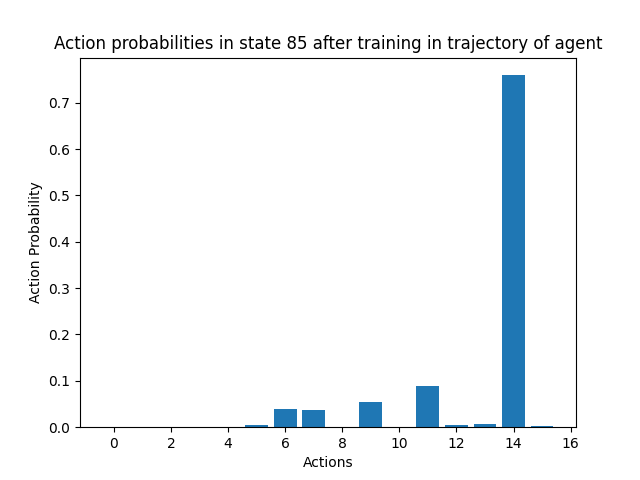 Action probabilities in state 85 after training in trajectory of agent
Action Probability
0.7
0.6
0.5
0.4
0.3
0.2
0.1
0.0
0 2 4 6 8 10 12 14 16
Actions